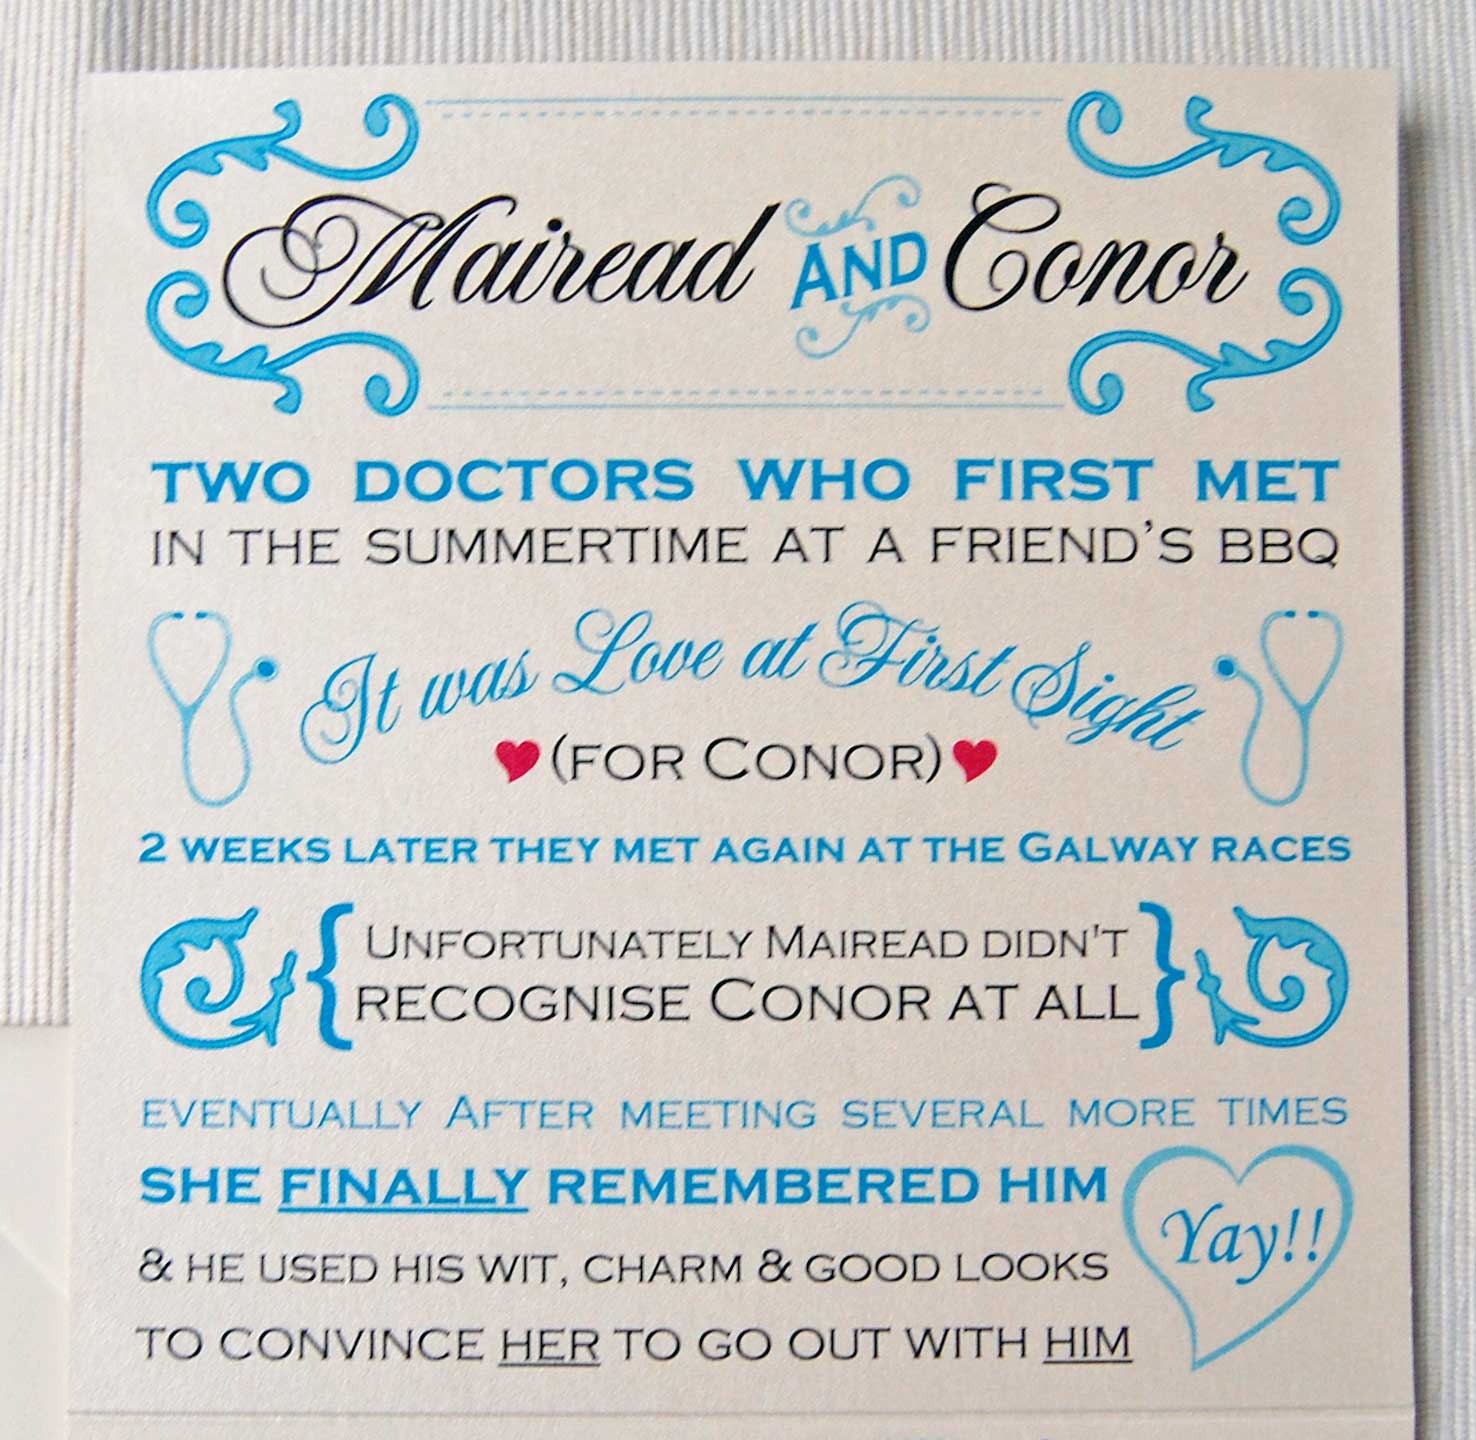 Mairead AND Conor
TWO DOCTORS WHO FIRST MET
IN THE SUMMERTIME AT A FRIEND'S BBQ
It was Love at First Sight
(FOR CONOR)
2 WEEKS LATER THEY MET AGAIN AT THE GALWAY RACES
{UNFORTUNATELY MAIREAD DIDN'T
RECOGNISE CONOR AT ALL}
EVENTUALLY AFTER MEETING SEVERAL MORE TIMES
SHE FINALLY REMEMBERED HIM
& HE USED HIS WIT, CHARM & GOOD LOOKS
TO CONVINCE HER TO GO OUT WITH HIM
Yay!!